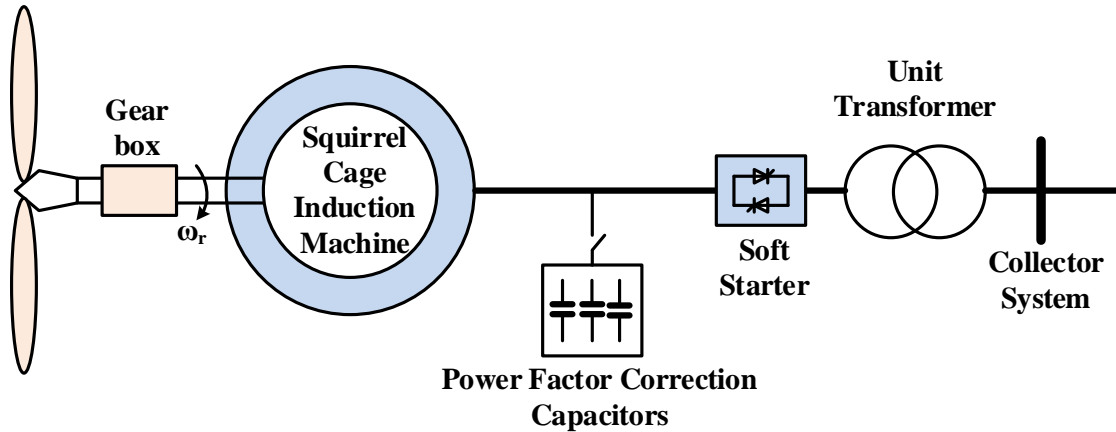 Gear
box
ωr
Squirrel
Cage
Induction
Machine
Power Factor Correction
Capacitors
Soft
Starter
Unit
Transformer
Collector
System